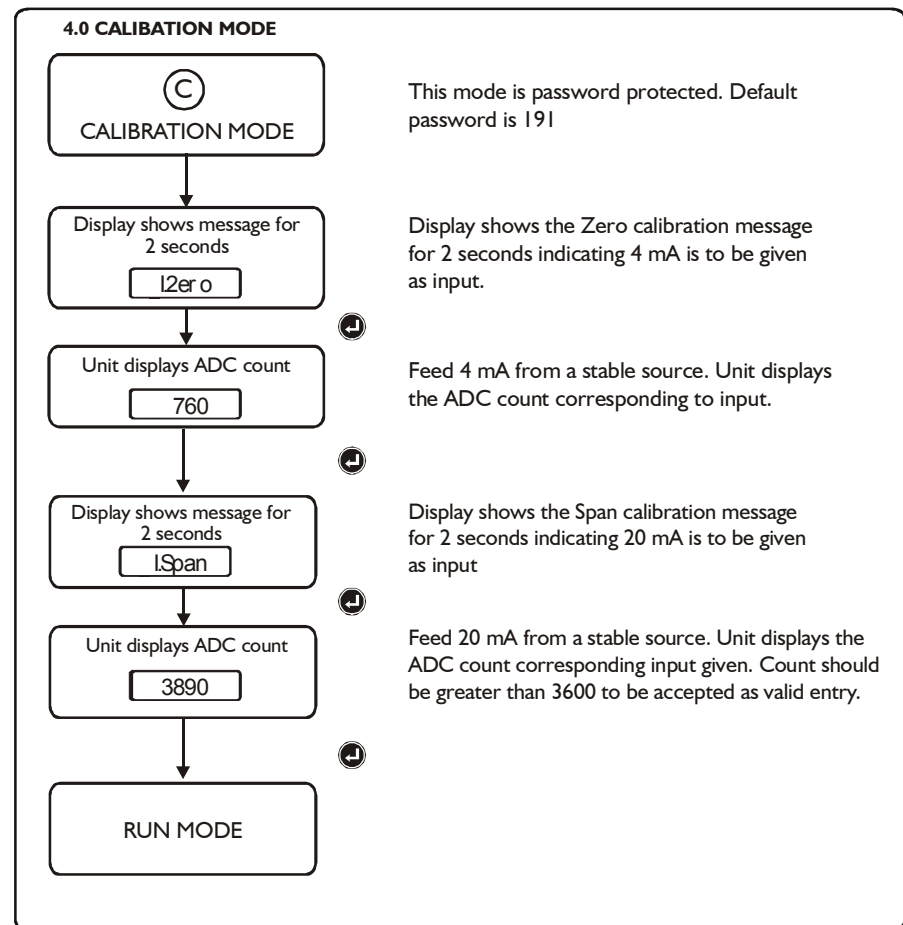 4.0 CALIBATION MODE
C
CALIBRATION MODE
This mode is password protected. Default
password is 191
Display shows message for
2 seconds
I.2er o
Display shows the Zero calibration message
for 2 seconds indicating 4 mA is to be given
as input.
Unit displays ADC count
760
Feed 4 mA from a stable source. Unit displays
the ADC count corresponding to input.
Display shows message for
2 seconds
I.Span
Display shows the Span calibration message
for 2 seconds indicating 20 mA is to be given
as input
Unit displays ADC count
3890
Feed 20 mA from a stable source. Unit displays the
ADC count corresponding input given. Count should
be greater than 3600 to be accepted as valid entry.
RUN MODE